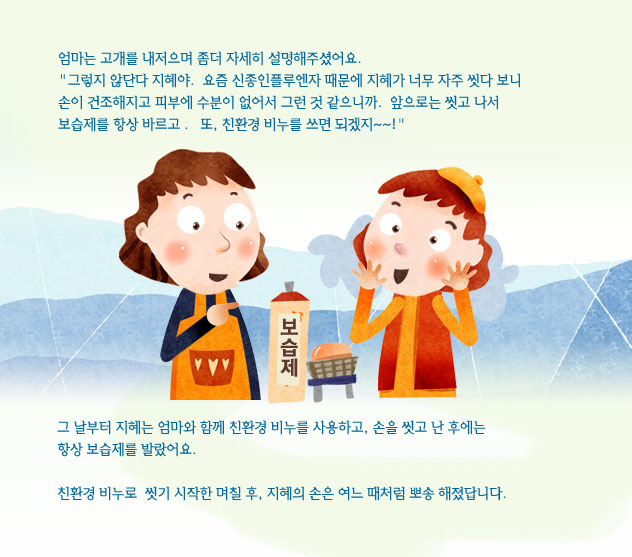 엄마는 고개를 내저으며 좀더 자세히 설명해주셨어요.
"그렇지 않단다 지혜야. 요즘 신종인플루엔자 때문에 지혜가 너무 자주 씻다 보니
손이 건조해지고 피부에 수분이 없어서 그런 것 같으니까. 앞으로는 씻고 나서
보습제를 항상 바르고 . 또, 친환경 비누를 쓰면 되겠지~~!"
보습제
그 날부터 지혜는 엄마와 함께 친환경 비누를 사용하고, 손을 씻고 난 후에는
항상 보습제를 발랐어요.
친환경 비누로 씻기 시작한 며칠 후, 지혜의 손은 여느 때처럼 뽀송 해졌답니다.